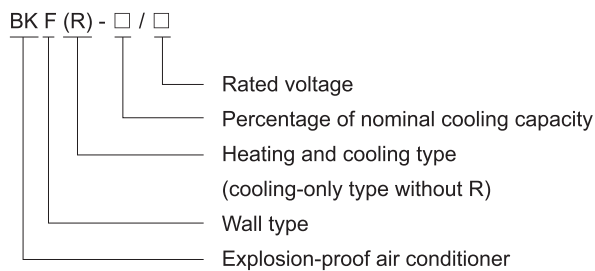 BK F (R) - □ / □
Rated voltage
Percentage of nominal cooling capacity
Heating and cooling type
(cooling-only type without R)
Wall type
Explosion-proof air conditioner